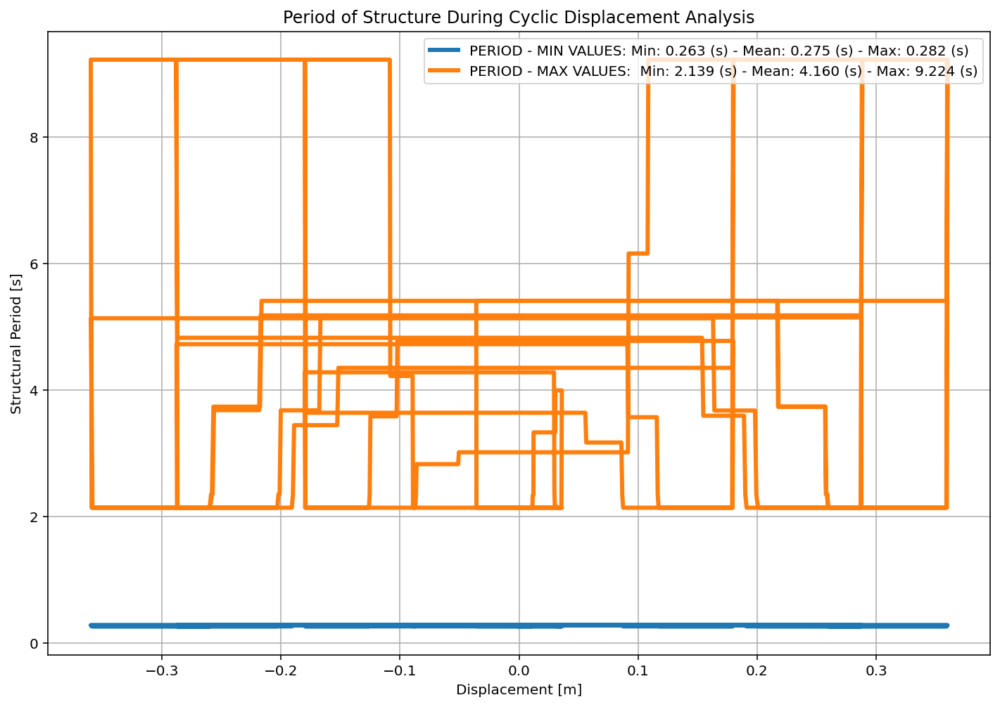 Period of Structure During Cyclic Displacement Analysis
PERIOD - MIN VALUES: Min: 0.263 (s) - Mean: 0.275 (s) - Max: 0.282 (s)
PERIOD - MAX VALUES:  Min: 2.139 (s) - Mean: 4.160 (s) - Max: 9.224 (s)
Structural Period [s]
8
6
4
2
0
−0.3 −0.2 −0.1 0.0 0.1 0.2 0.3
Displacement [m]